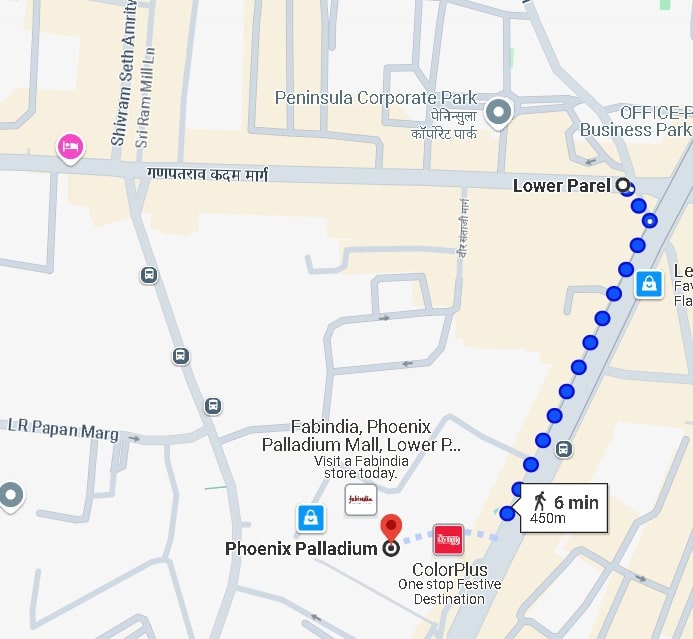 Shivram Seth Amrity
Sri Ram Mill Ln
Peninsula Corporate Park
पेनिन्सुला
कॉर्पोरेट पार्क
OFFICE-P
Business Park
गणपतराव कदम मार्ग
Lower Parel
वीर संताजी मार्ग
Le
Fav
Fla
LR Papan Marg
Fabindia, Phoenix
Palladium Mall, Lower P...
Visit a Fabindia
store today.
fabindia
6 min
450m
Phoenix Palladium
ColorPlus
One stop Festive
Destination